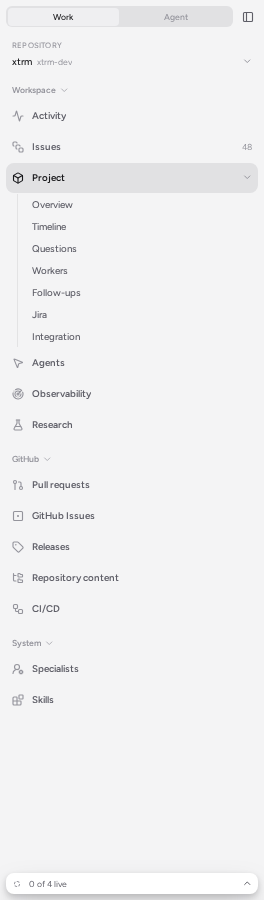 Work
Agent
REPOSITORY
xtrm xtrm-dev
Workspace
Activity
Issues 48
Project
Overview
Timeline
Questions
Workers
Follow-ups
Jira
Integration
Agents
Observability
Research
GitHub
Pull requests
GitHub Issues
Releases
Repository content
CI/CD
System
Specialists
Skills
0 of 4 live